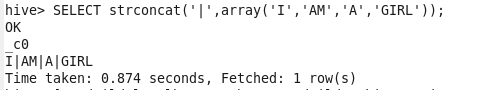 hive> SELECT strconcat('|',array('I','AM','A','GIRL'));
OK
_c0
I|AM|A|GIRL
Time taken: 0.874 seconds, Fetched: 1 row(s)